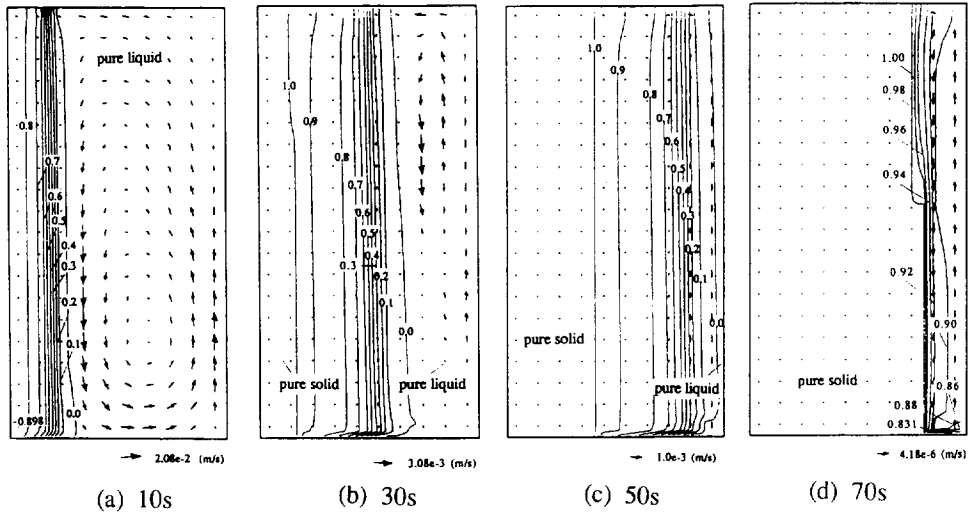 pure liquid
0.8
0.7
0.6
0.5
0.4
0.3
0.2
0.1
0.898
0.0
2.08e-2 (m/s)
(a) 10s
1.0
0.9
0.8
0.7
0.6
0.5
0.4
0.3
0.2
0.1
0.0
pure solid
pure liquid
3.08e-3 (m/s)
(b) 30s
1.0
0.9
0.8
0.7
0.6
0.5
0.4
0.3
0.2
0.1
0.0
pure solid
pure liquid
1.0e-3 (m/s)
(c) 50s
1.00
0.98
0.96
0.94
0.92
0.90
0.86
pure solid
0.88
0.831
4.18e-6 (m/s)
(d) 70s